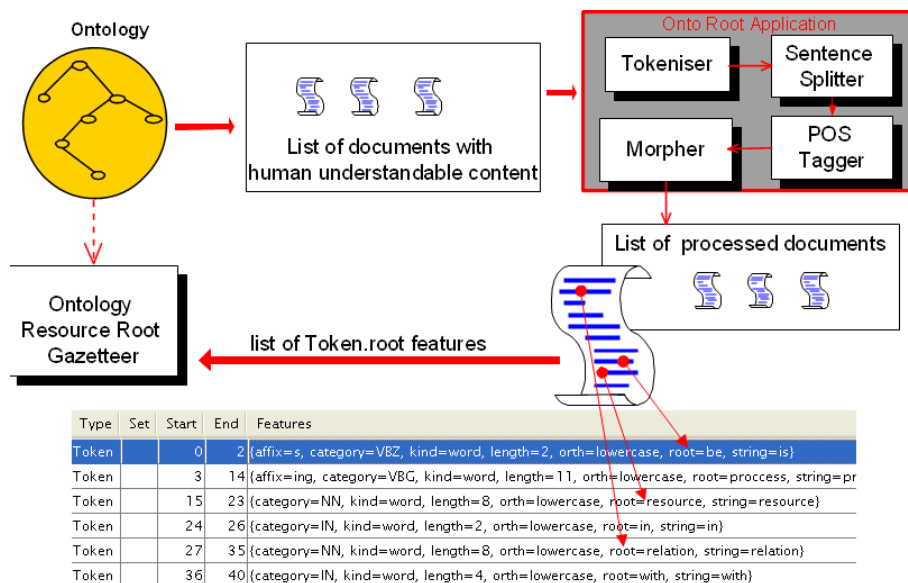 Ontology
Onto Root Application
Tokeniser
Sentence
Splitter
POS
Tagger
Morpher
List of documents with
human understandable content
List of processed documents
Ontology
Resource Root
Gazetteer
list of Token.root features
Type Set Start End Features
Token 0 2 {affix=s, category=VBZ, kind=word, length=2, orth=lowercase, root=be, string=is}
Token 3 14 {affix=ing, category=VBG, kind=word, length=11, orth=lowercase, root=proccess, string=pr
Token 15 23 {category=NN, kind=word, length=8, orth=lowercase, root=resource, string=resource}
Token 24 26 {category=IN, kind=word, length=2, orth=lowercase, root=in, string=in}
Token 27 35 {category=NN, kind=word, length=8, orth=lowercase, root=relation, string=relation}
Token 36 40 {category=IN, kind=word, length=4, orth=lowercase, root=with, string=with}